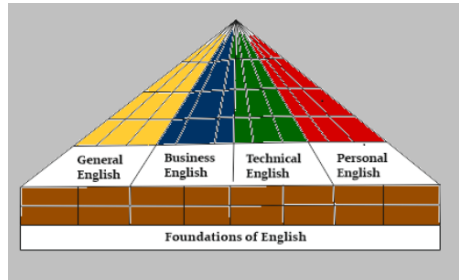 General
English
Business
English
Technical
English
Personal
English
Foundations of English